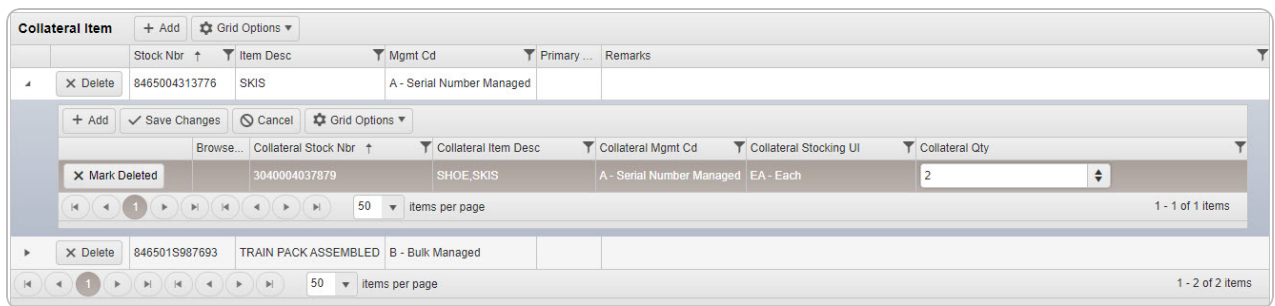 Collateral Item + Add Grid Options
Stock Nbr ↑ Item Desc Mgmt Cd Primary ... Remarks
Delete 8465004313776 SKIS A - Serial Number Managed
+ Add Save Changes Cancel Grid Options
Browse... Collateral Stock Nbr ↑ Collateral Item Desc Collateral Mgmt Cd Collateral Stocking UI Collateral Qty
Mark Deleted 3040004037879 SHOE,SKIS A - Serial Number Managed EA - Each 2
1 50 items per page 1 - 1 of 1 items
Delete 846501S987693 TRAIN PACK ASSEMBLED B - Bulk Managed
1 50 items per page 1 - 2 of 2 items